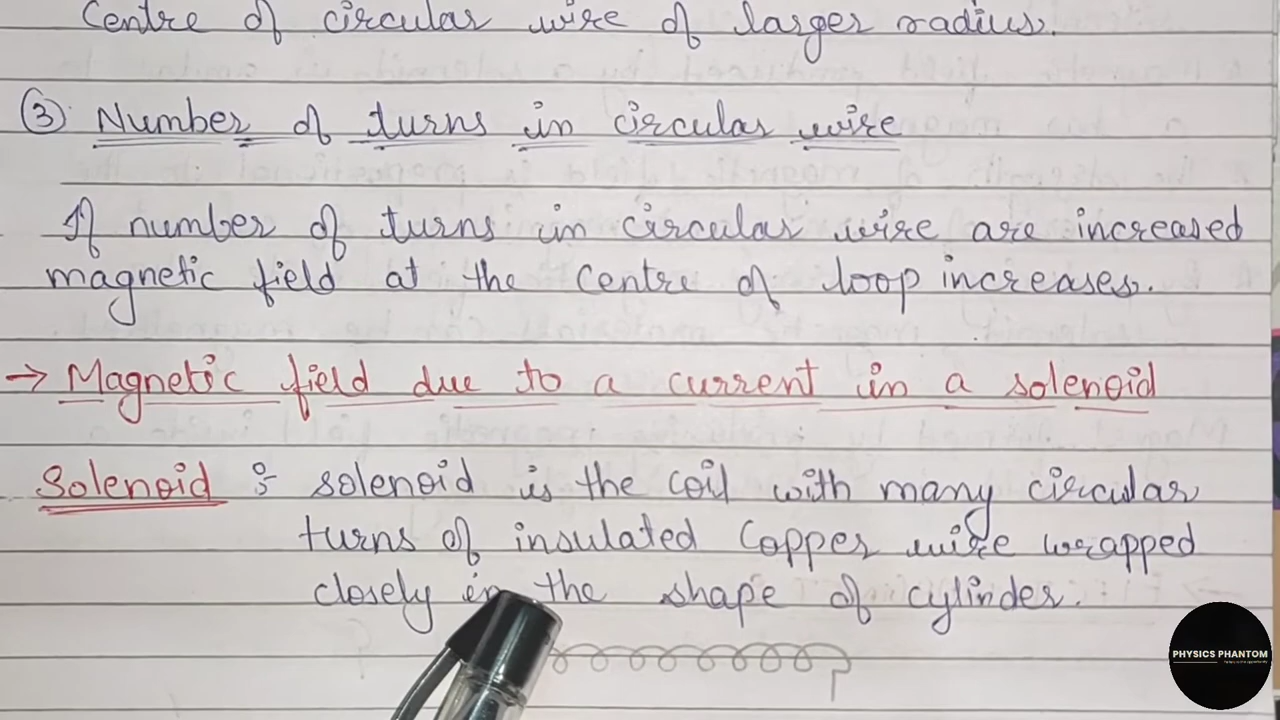 Centre of circular wire of larger radius.
③ Number of turns in circular wire
If number of turns in circular wire are increased
magnetic field at the centre of loop increases.
→ Magnetic field due to a current in a solenoid
Solenoid : solenoid is the coil with many circular
turns of insulated copper wire wrapped
closely in the shape of cylinder.
PHYSICS PHANTOM